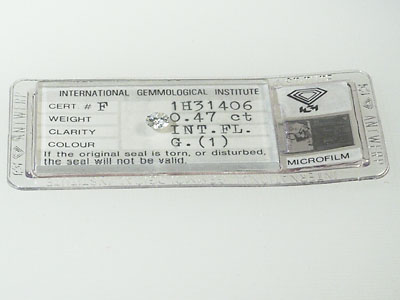 INTERNATIONAL GEMMOLOGICAL INSTITUTE
CERT # F 1H31406
WEIGHT 0.47 ct
CLARITY INT.FL.
COLOUR G.(1)
If the original seal is torn, or disturbed,
the seal will not be valid.
MICROFILM
ANTWERP